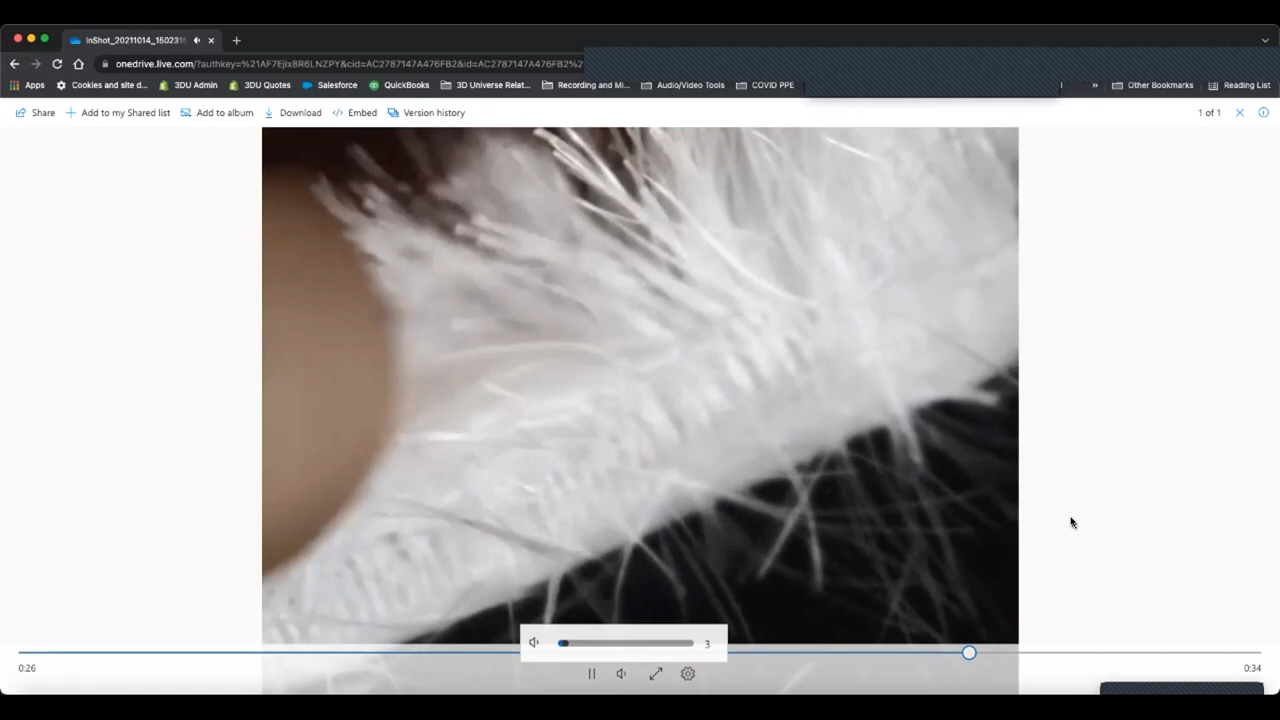 InShot_20211014_1502318
onedrive.live.com/?authkey=%21AF7Ejix8R6LNZPY&cid=AC2787147A476FB2&id=AC2787147A476FB2%2
Apps Cookies and site d... 3DU Admin 3DU Quotes Salesforce QuickBooks 3D Universe Relat... Recording and Mi... Audio/Video Tools COVID PPE » Other Bookmarks Reading List
Share Add to my Shared list Add to album Download Embed Version history 1 of 1
3
0:26 0:34